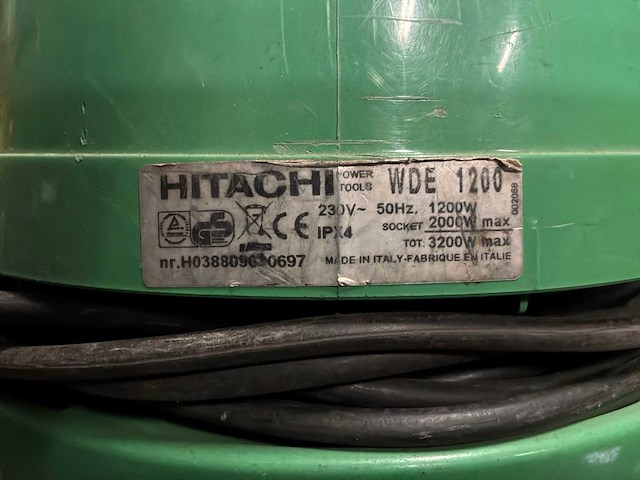 HITACHI POWER TOOLS WDE 1200
230V~ 50Hz. 1200W
IPX4 SOCKET 2000W max
TOT: 3200W max
MADE IN ITALY-FABRIQUE EN ITALIE
002068